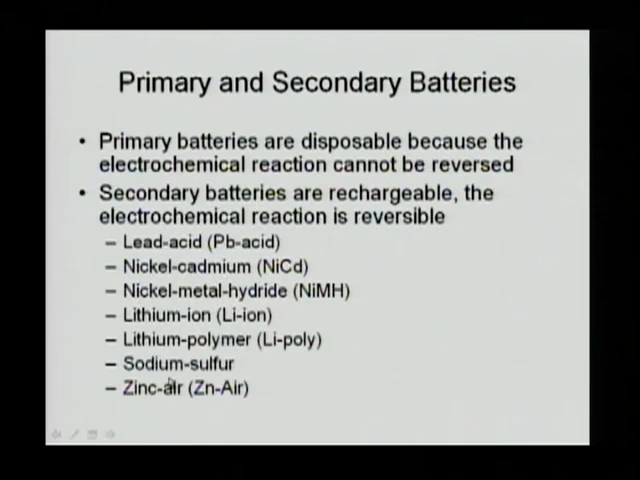 Primary and Secondary Batteries
• Primary batteries are disposable because the
electrochemical reaction cannot be reversed
• Secondary batteries are rechargeable, the
electrochemical reaction is reversible
– Lead-acid (Pb-acid)
– Nickel-cadmium (NiCd)
– Nickel-metal-hydride (NiMH)
– Lithium-ion (Li-ion)
– Lithium-polymer (Li-poly)
– Sodium-sulfur
– Zinc-air (Zn-Air)